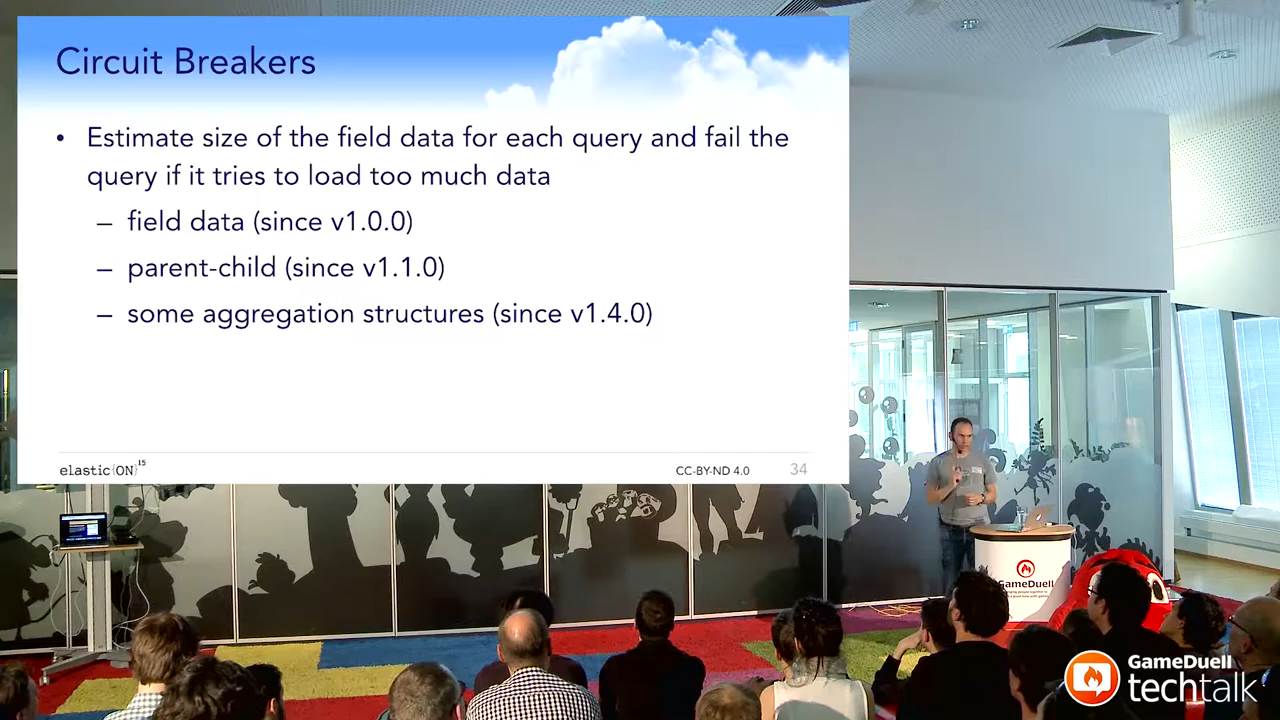 Circuit Breakers
• Estimate size of the field data for each query and fail the
query if it tries to load too much data
– field data (since v1.0.0)
– parent-child (since v1.1.0)
– some aggregation structures (since v1.4.0)
elastic{ON}15
CC-BY-ND 4.0
34
GameDuell
GameDuell
techtalk